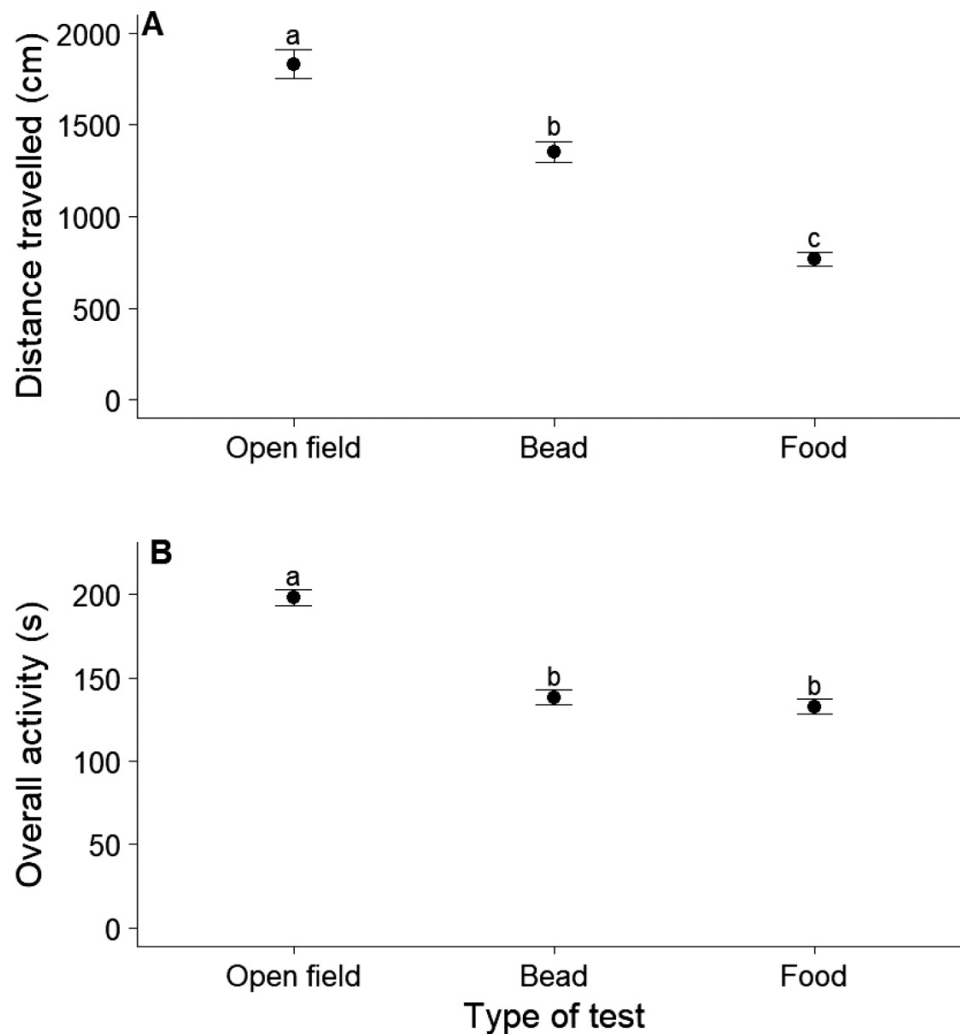 A
Distance travelled (cm)
2000
1500
1000
500
0
a
b
c
Open field Bead Food
B
Overall activity (s)
200
150
100
50
0
a
b
b
Open field Bead Food
Type of test